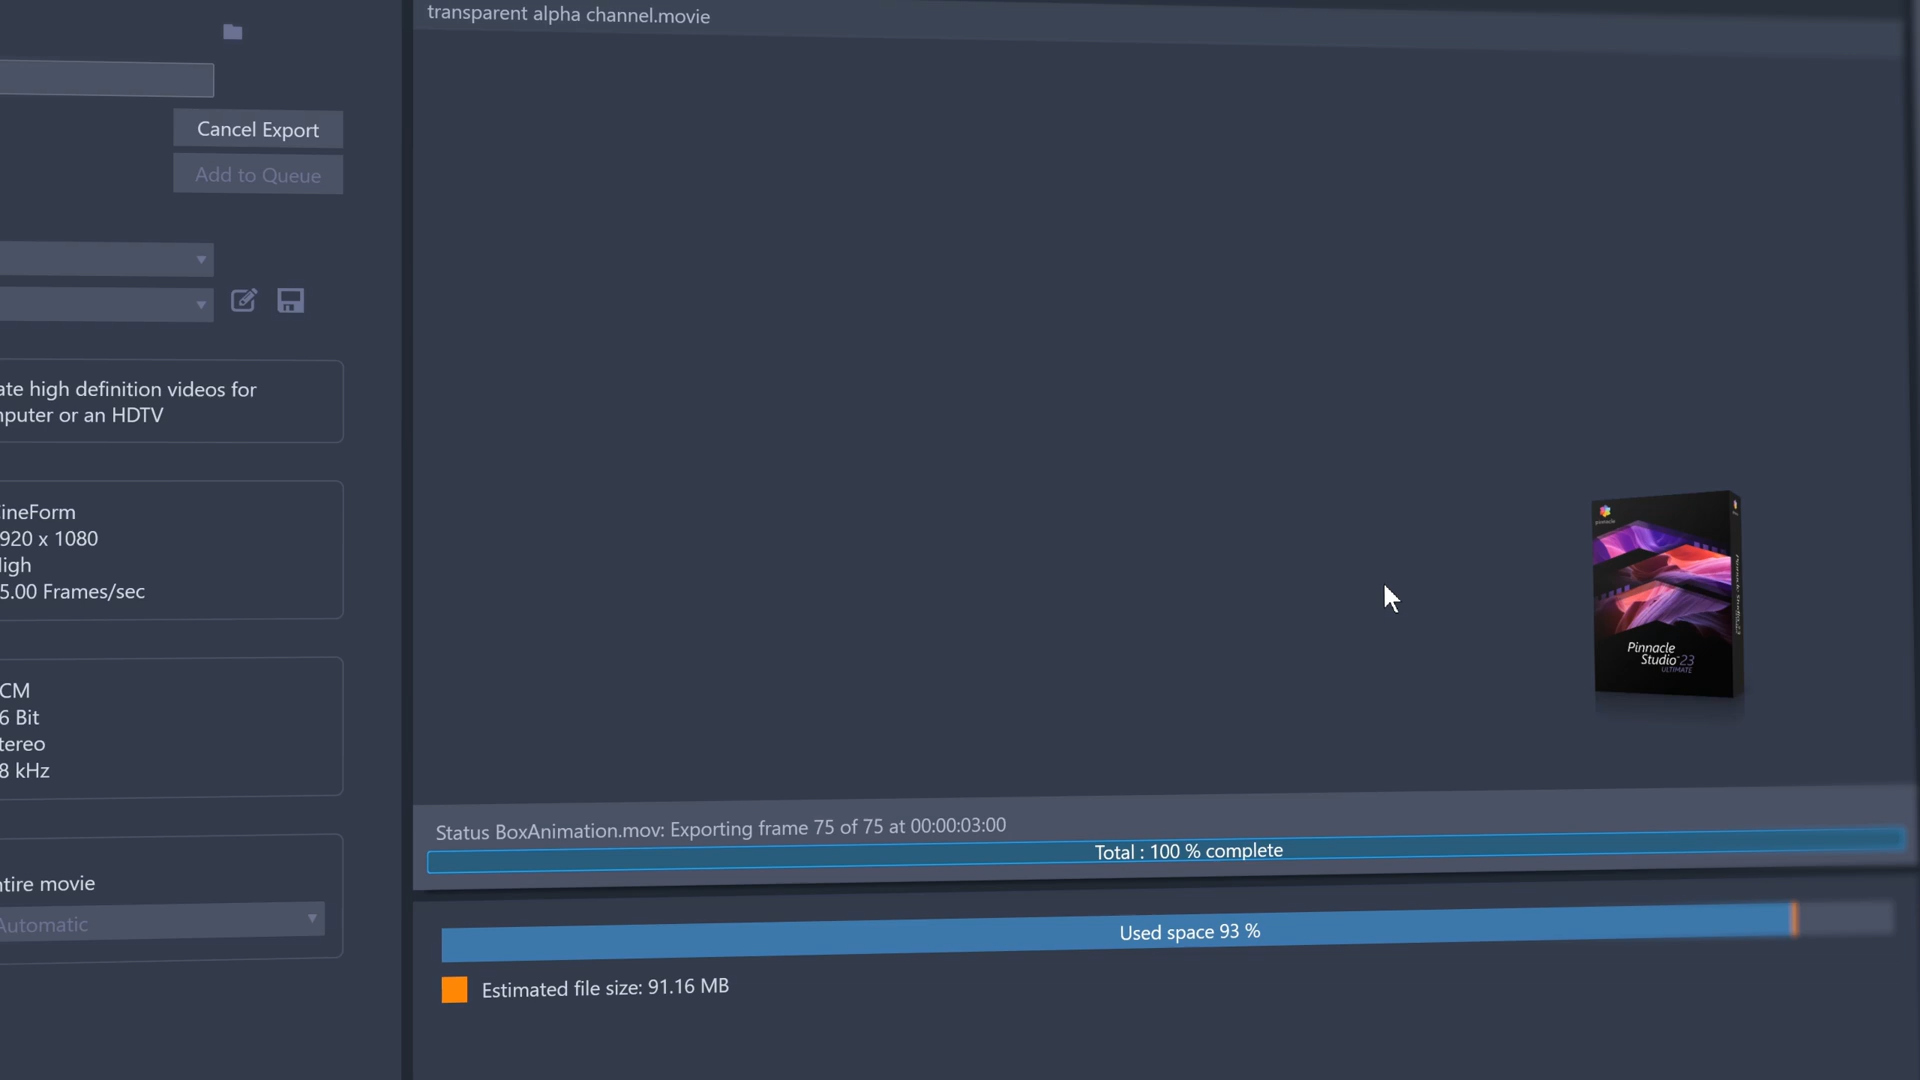 transparent alpha channel.movie
Cancel Export
Add to Queue
ate high definition videos for
nputer or an HDTV
ineForm
920 x 1080
ligh
5.00 Frames/sec
CM
6 Bit
tereo
8 kHz
ntire movie
Automatic
pinnacle
Pinnacle
Studio 23
ULTIMATE
Status BoxAnimation.mov: Exporting frame 75 of 75 at 00:00:03:00
Total : 100 % complete
Used space 93 %
Estimated file size: 91.16 MB